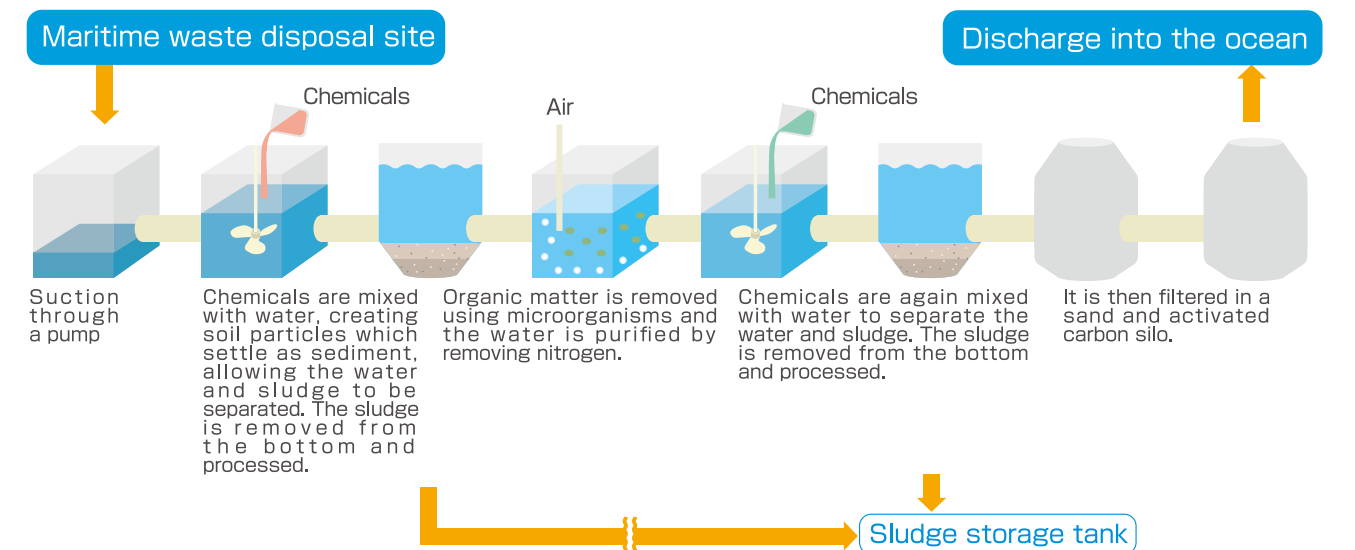 Maritime waste disposal site
Discharge into the ocean
Chemicals
Air
Chemicals
Suction
through
a pump
Chemicals are mixed
with water, creating
soil particles which
settle as sediment,
allowing the water
and sludge to be
separated. The sludge
is removed from
the bottom and
processed.
Organic matter is removed
using microorganisms and
the water is purified by
removing nitrogen.
Chemicals are again mixed
with water to separate the
water and sludge. The sludge
is removed from the bottom
and processed.
It is then filtered in a
sand and activated
carbon silo.
Sludge storage tank